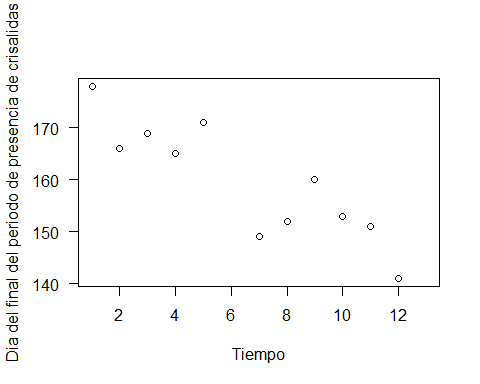 Dia del final del periodo de presencia de crisalidas
170
160
150
140
2 4 6 8 10 12
Tiempo